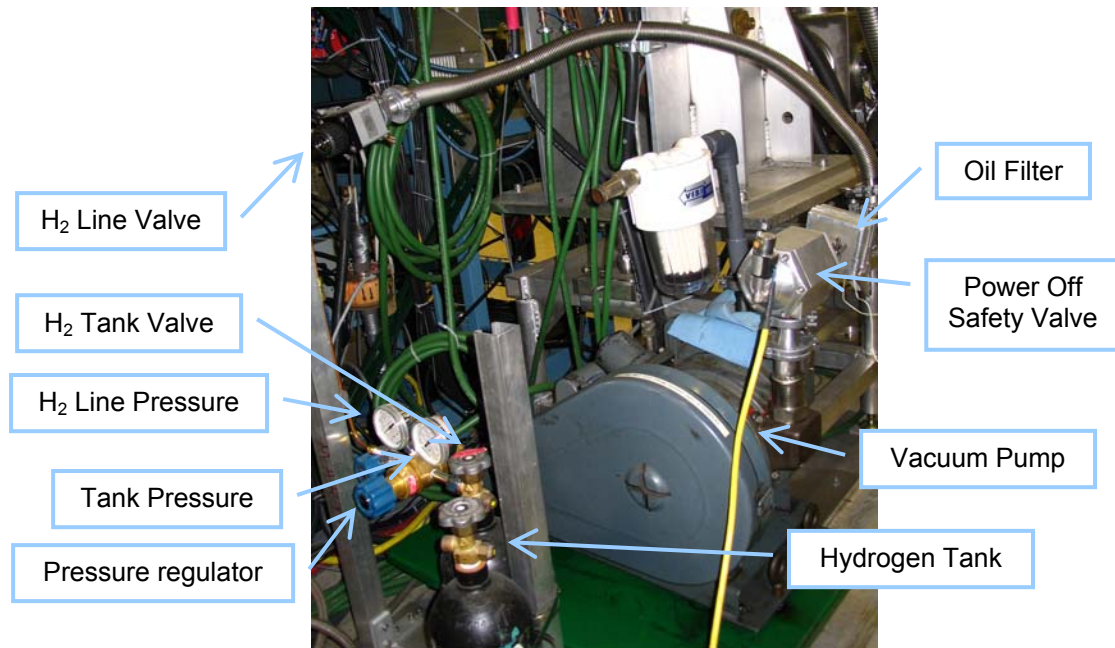 H₂ Line Valve
H₂ Tank Valve
H₂ Line Pressure
Tank Pressure
Pressure regulator
Oil Filter
Power Off
Safety Valve
Vacuum Pump
Hydrogen Tank